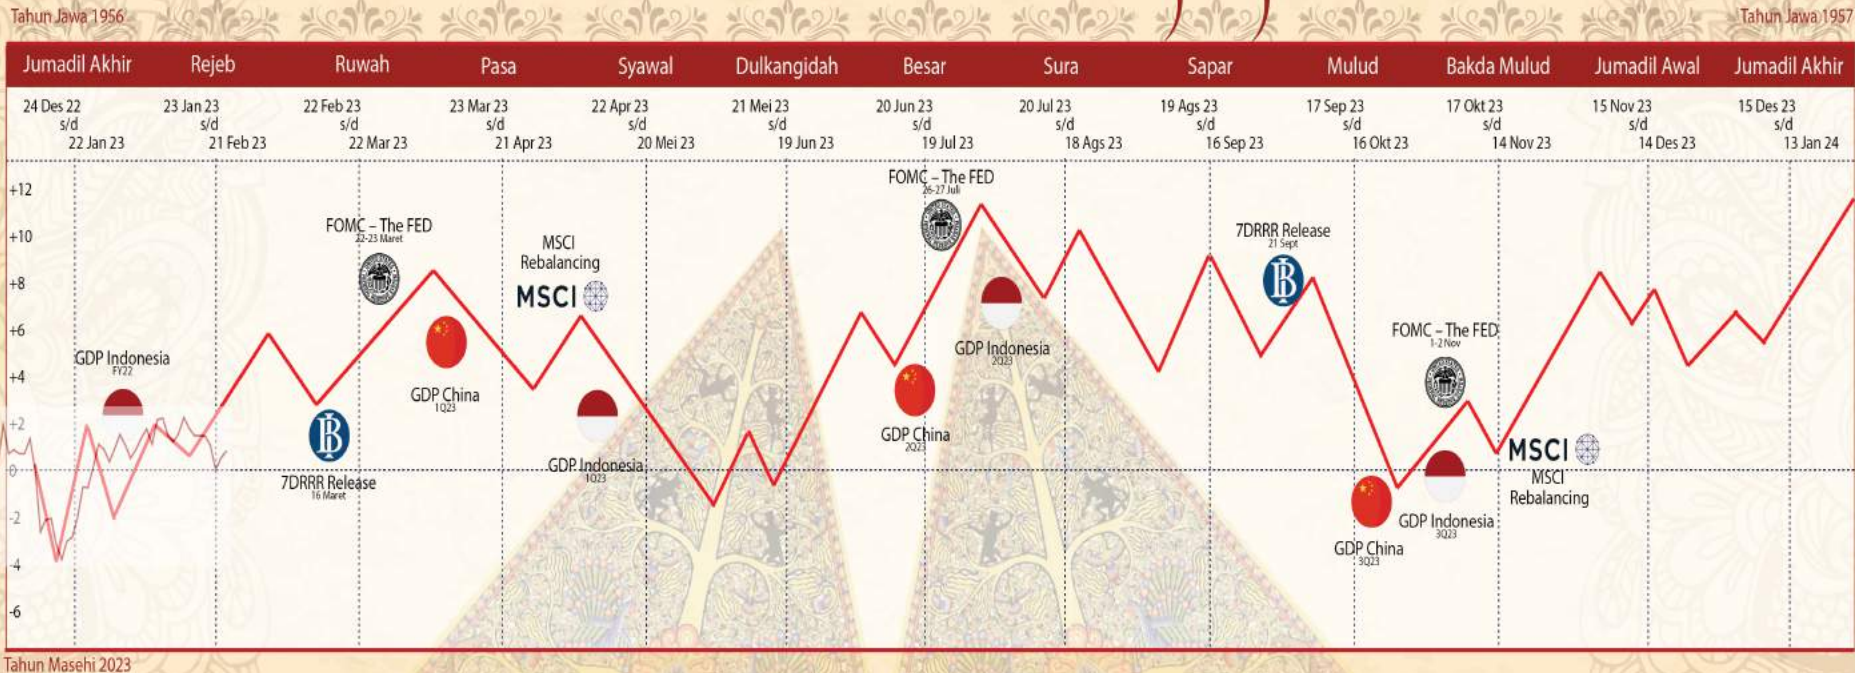 Tahun Jawa 1956
Tahun Jawa 1957
Jumadil Akhir
Rejeb
Ruwah
Pasa
Syawal
Dulkangidah
Besar
Sura
Sapar
Mulud
Bakda Mulud
Jumadil Awal
Jumadil Akhir
24 Des 22
s/d
22 Jan 23
23 Jan 23
s/d
21 Feb 23
22 Feb 23
s/d
22 Mar 23
23 Mar 23
s/d
21 Apr 23
22 Apr 23
s/d
20 Mei 23
21 Mei 23
s/d
19 Jun 23
20 Jun 23
s/d
19 Jul 23
20 Jul 23
s/d
18 Ags 23
19 Ags 23
s/d
16 Sep 23
17 Sep 23
s/d
16 Okt 23
17 Okt 23
s/d
14 Nov 23
15 Nov 23
s/d
14 Des 23
15 Des 23
s/d
13 Jan 24
+12
+10
+8
+6
+4
+2
0
-2
-4
-6
GDP Indonesia
FY22
7DRRR Release
16 Maret
FOMC – The FED
22-23 Maret
GDP China
1Q23
MSCI
Rebalancing
MSCI
GDP Indonesia
1Q23
FOMC – The FED
26-27 Juli
GDP China
2Q23
GDP Indonesia
2Q23
7DRRR Release
21 Sept
GDP China
3Q23
FOMC – The FED
1-2 Nov
GDP Indonesia
3Q23
MSCI
MSCI
Rebalancing
Tahun Masehi 2023